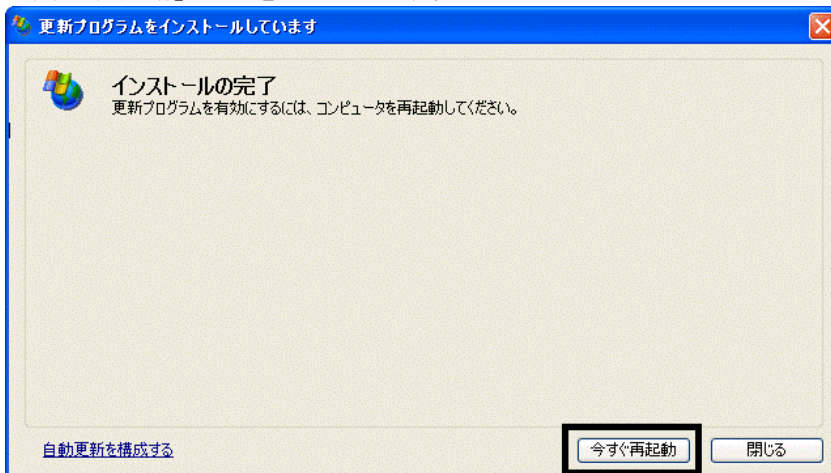 更新プログラムをインストールしています
インストールの完了
更新プログラムを有効にするには、コンピュータを再起動してください。
自動更新を構成する
今すぐ再起動
閉じる